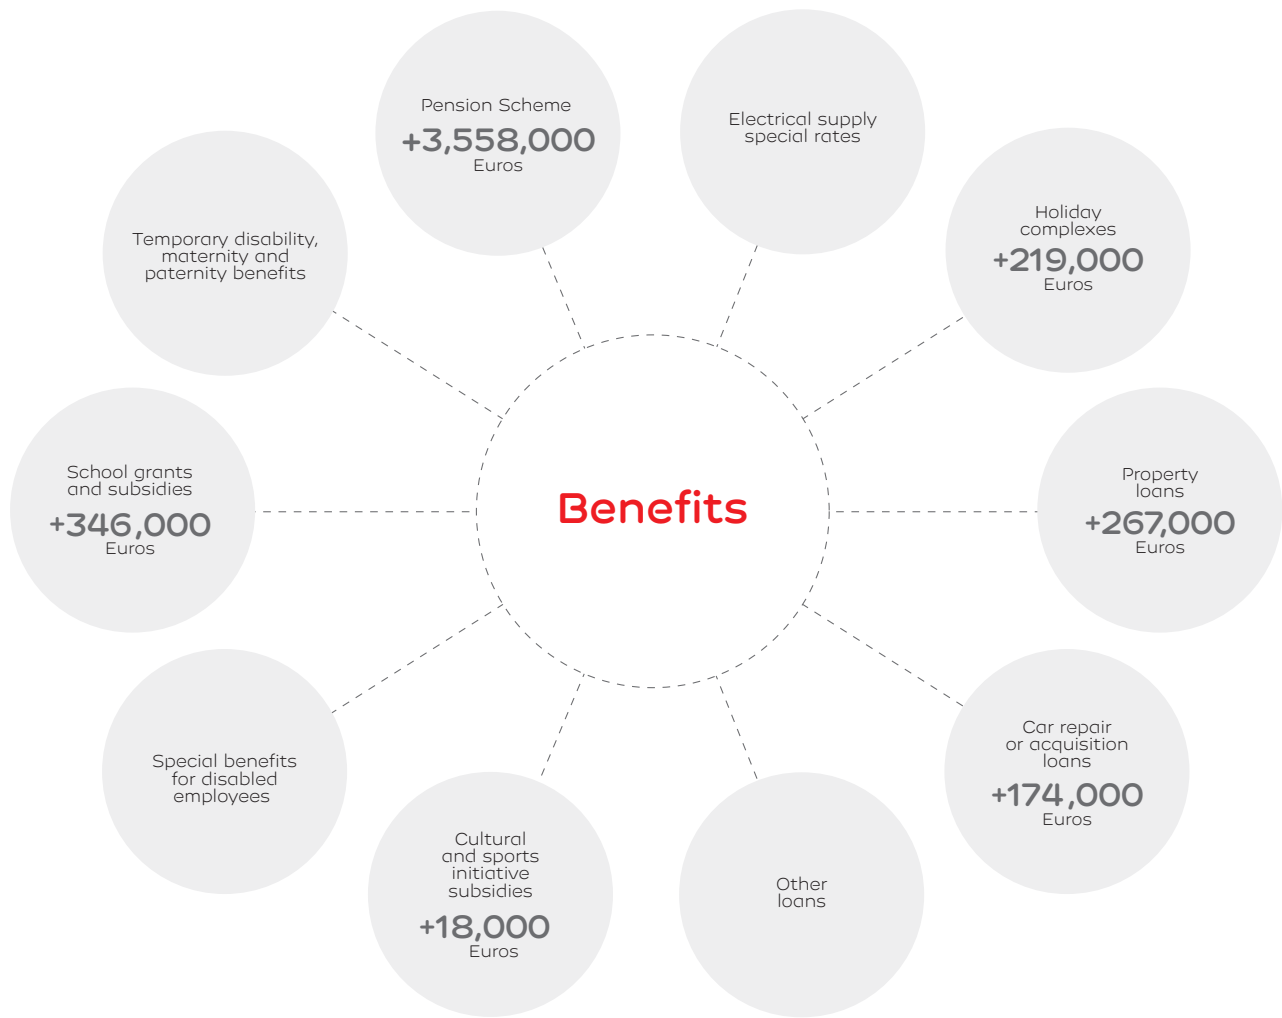 Pension Scheme
+3,558,000
Euros
Electrical supply
special rates
Holiday
complexes
+219,000
Euros
Property
loans
+267,000
Euros
Car repair
or acquisition
loans
+174,000
Euros
Other
loans
Cultural
and sports
initiative
subsidies
+18,000
Euros
Special benefits
for disabled
employees
School grants
and subsidies
+346,000
Euros
Temporary disability,
maternity and
paternity benefits
Benefits